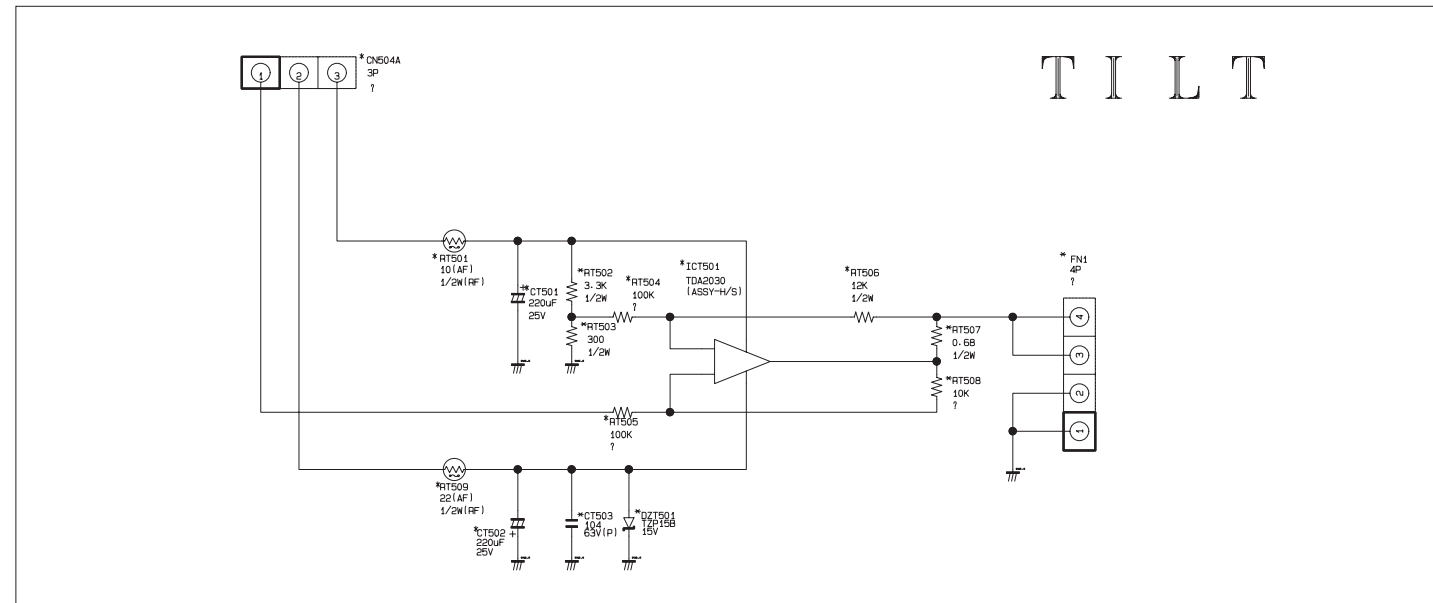 T I L T
*CN504A
3P
?
1 2 3
*RT501
10(AF)
1/2W(RF)
+*CT501
220uF
25V
*RT502
3.3K
1/2W
*RT503
300
1/2W
*RT504
100K
?
*ICT501
TDA2030
(ASSY-H/S)
*RT506
12K
1/2W
*RT507
0.68
1/2W
*RT508
10K
?
* FN1
4P
?
4
3
2
1
*RT505
100K
?
*RT509
22(AF)
1/2W(RF)
*CT502 +
220uF
25V
*CT503
104
63V(P)
*DZT501
TZP15B
15V